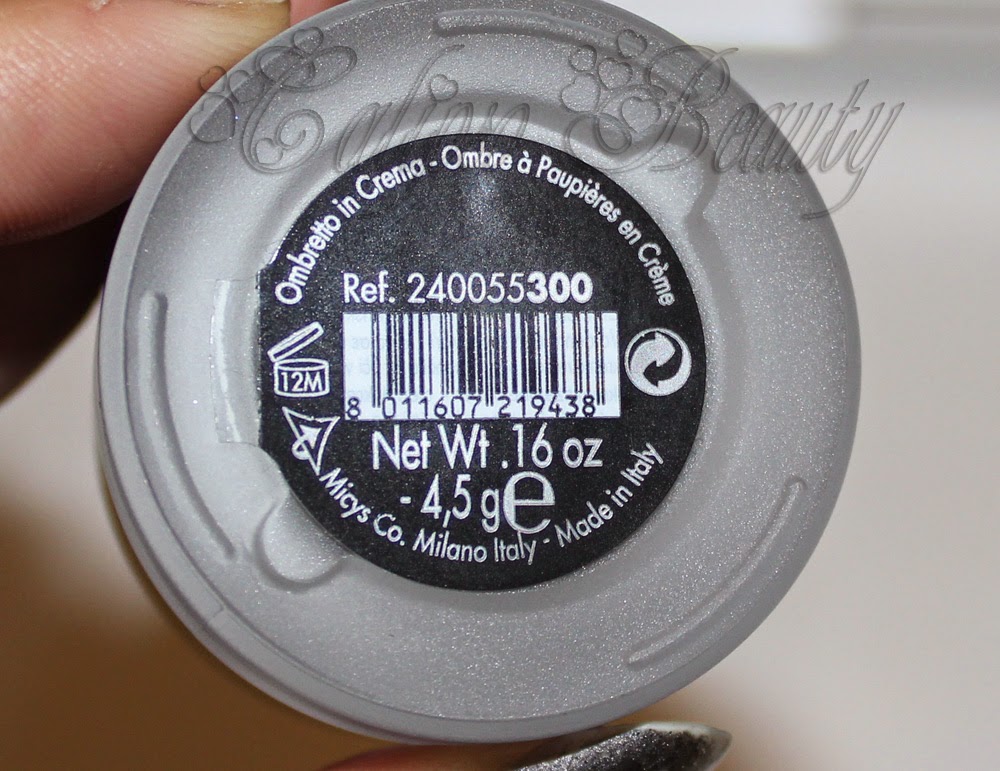 Calipn Beauty
Ombretto in Crema - Ombre à Paupières en Crème
Ref. 240055300
12M
8 011607 219438
Net Wt .16 oz
- 4,5 g e
Micys Co. Milano Italy - Made in Italy